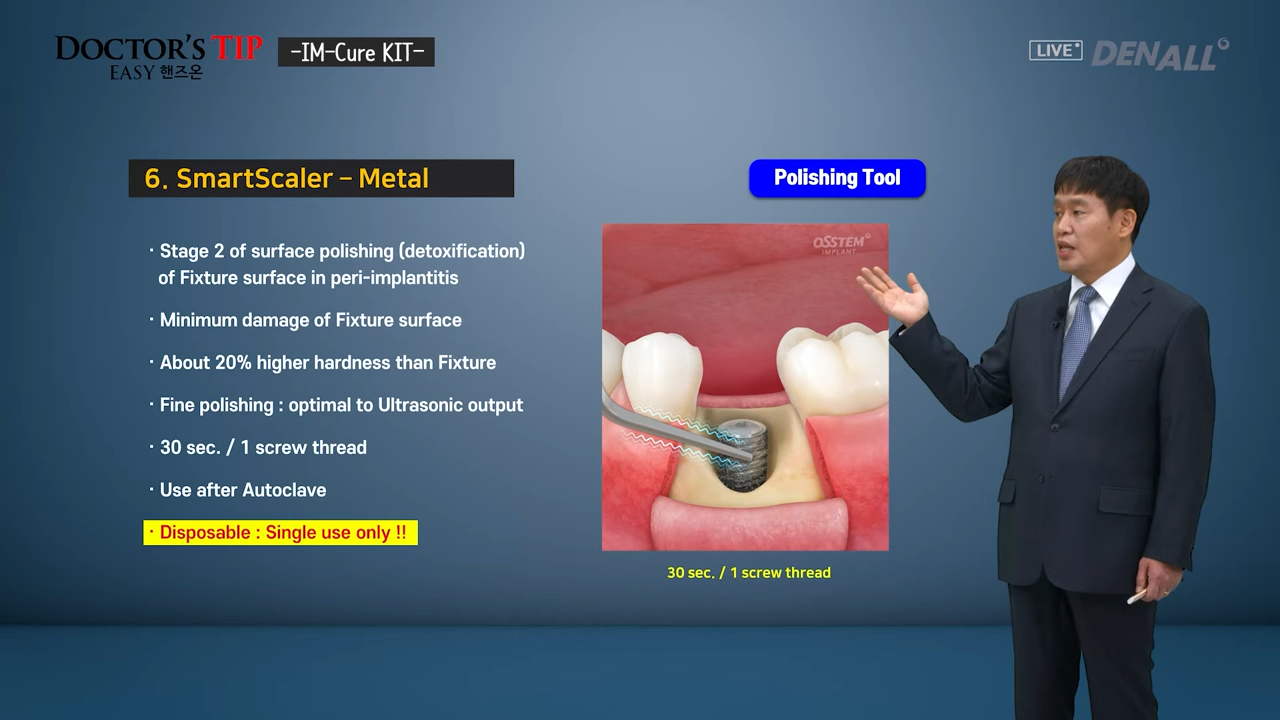 DOCTOR'S TIP
EASY 핸즈온
-IM-Cure KIT-
LIVE
DENALL
6. SmartScaler – Metal
Polishing Tool
· Stage 2 of surface polishing (detoxification)
of Fixture surface in peri-implantitis
· Minimum damage of Fixture surface
· About 20% higher hardness than Fixture
· Fine polishing : optimal to Ultrasonic output
· 30 sec. / 1 screw thread
· Use after Autoclave
· Disposable : Single use only !!
OSSTEM
IMPLANT
30 sec. / 1 screw thread